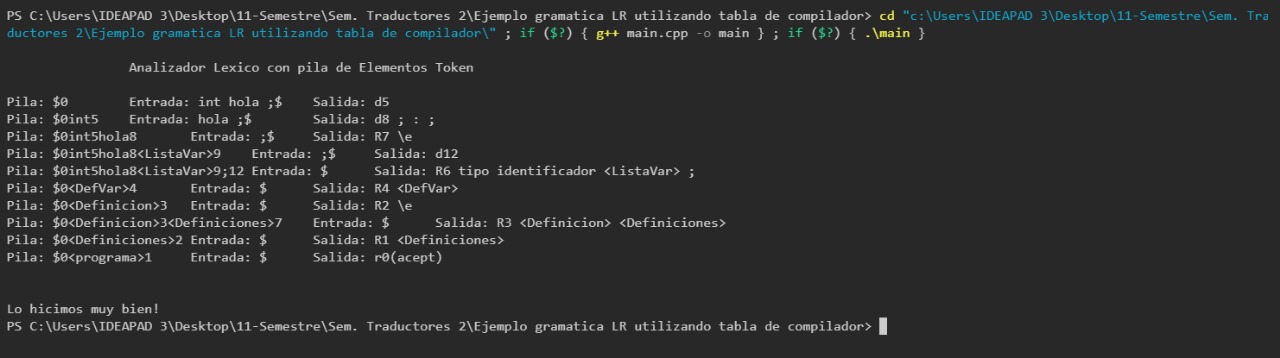 PS C:\Users\IDEAPAD 3\Desktop\11-Semestre\Sem. Traductores 2\Ejemplo gramatica LR utilizando tabla de compilador> cd "c:\Users\IDEAPAD 3\Desktop\11-Semestre\Sem. Tra
ductores 2\Ejemplo gramatica LR utilizando tabla de compilador\" ; if ($?) { g++ main.cpp -o main } ; if ($?) { .\main }
Analizador Lexico con pila de Elementos Token
Pila: $0 Entrada: int hola ;$ Salida: d5
Pila: $0int5 Entrada: hola ;$ Salida: d8 ; : ;
Pila: $0int5hola8 Entrada: ;$ Salida: R7 \e
Pila: $0int5hola8<ListaVar>9 Entrada: ;$ Salida: d12
Pila: $0int5hola8<ListaVar>9;12 Entrada: $ Salida: R6 tipo identificador <ListaVar> ;
Pila: $0<DefVar>4 Entrada: $ Salida: R4 <DefVar>
Pila: $0<Definicion>3 Entrada: $ Salida: R2 \e
Pila: $0<Definicion>3<Definiciones>7 Entrada: $ Salida: R3 <Definicion> <Definiciones>
Pila: $0<Definiciones>2 Entrada: $ Salida: R1 <Definiciones>
Pila: $0<programa>1 Entrada: $ Salida: r0(acept)
Lo hicimos muy bien!
PS C:\Users\IDEAPAD 3\Desktop\11-Semestre\Sem. Traductores 2\Ejemplo gramatica LR utilizando tabla de compilador>